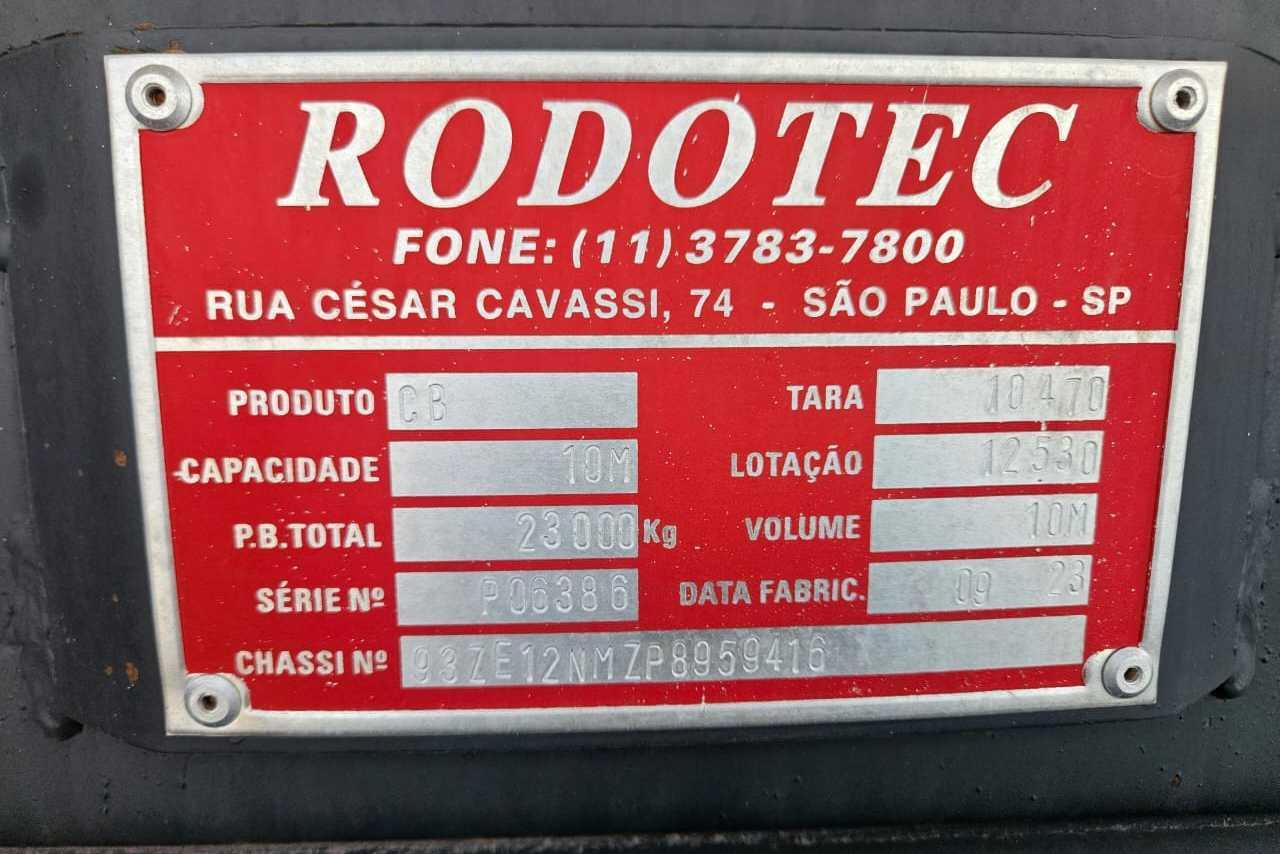 RODOTEC
FONE: (11) 3783-7800
RUA CÉSAR CAVASSI, 74 - SÃO PAULO - SP
PRODUTO CB TARA 10470
CAPACIDADE 10M LOTAÇÃO 12530
P.B.TOTAL 23000 Kg VOLUME 10M
SÉRIE Nº P06386 DATA FABRIC. 09 23
CHASSI Nº 93ZE12NMZP8959416